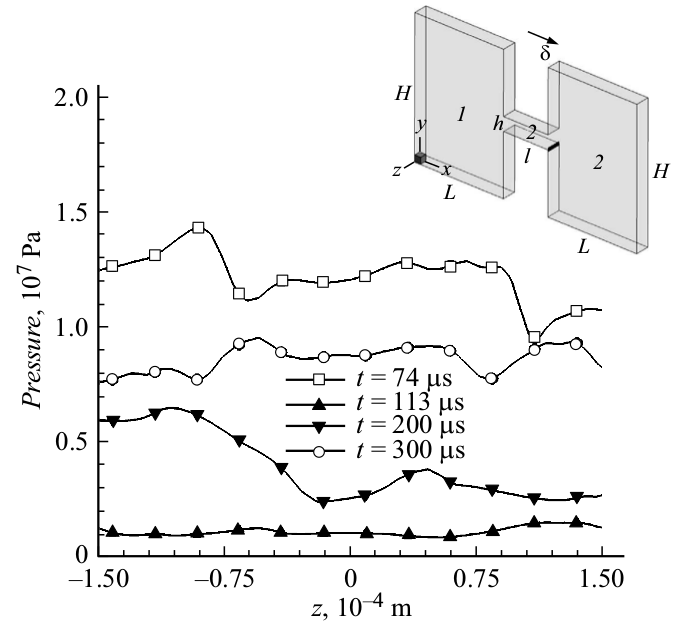 δ
H
1
h
2
y
l
2
H
z
x
L
L
2.0
1.5
1.0
0.5
0
Pressure, 10⁷ Pa
t = 74 μs
t = 113 μs
t = 200 μs
t = 300 μs
–1.50 –0.75 0 0.75 1.50
z, 10⁻⁴ m